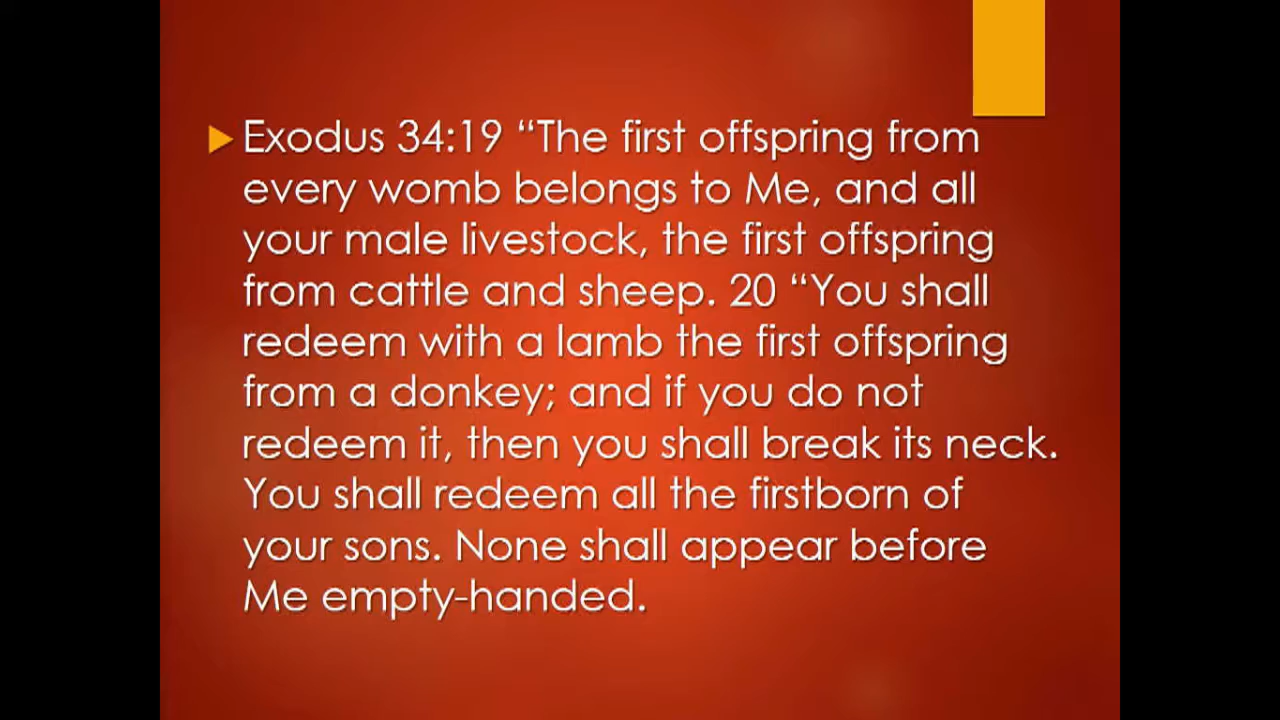 Exodus 34:19 “The first offspring from
every womb belongs to Me, and all
your male livestock, the first offspring
from cattle and sheep. 20 “You shall
redeem with a lamb the first offspring
from a donkey; and if you do not
redeem it, then you shall break its neck.
You shall redeem all the firstborn of
your sons. None shall appear before
Me empty-handed.